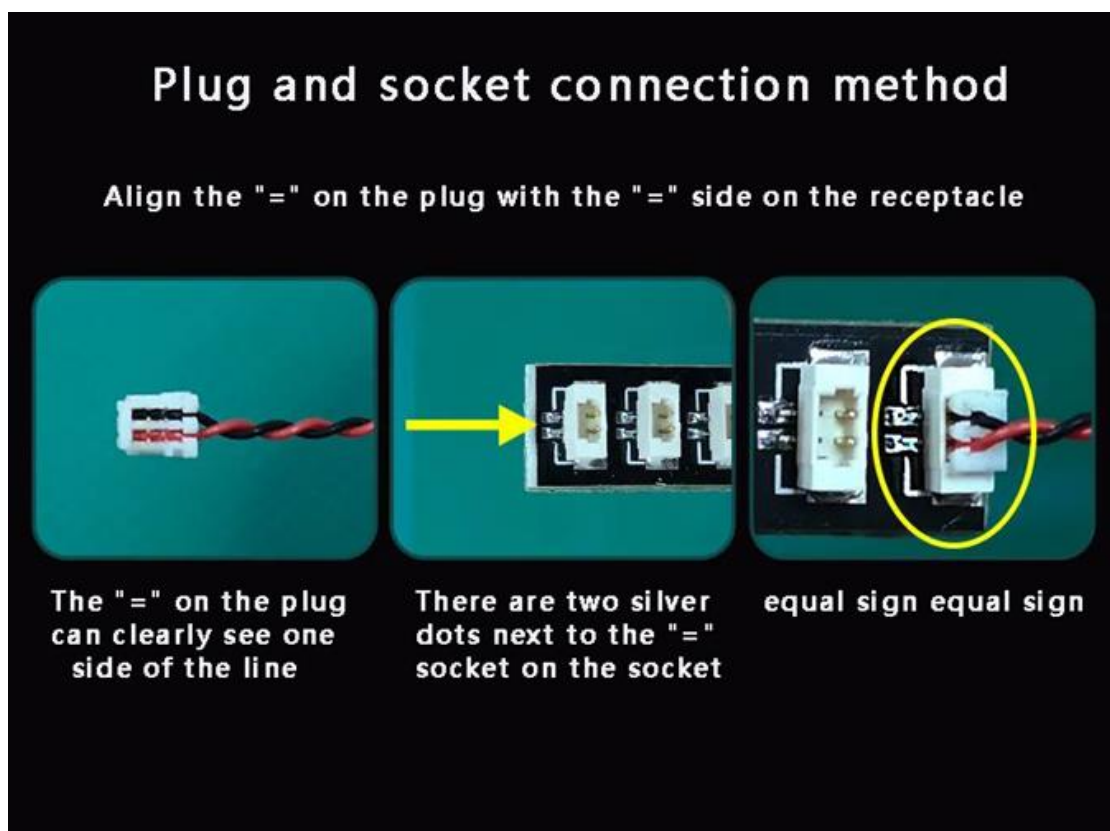 Plug and socket connection method
Align the "=" on the plug with the "=" side on the receptacle
The "=" on the plug
can clearly see one
side of the line
There are two silver
dots next to the "="
socket on the socket
equal sign equal sign